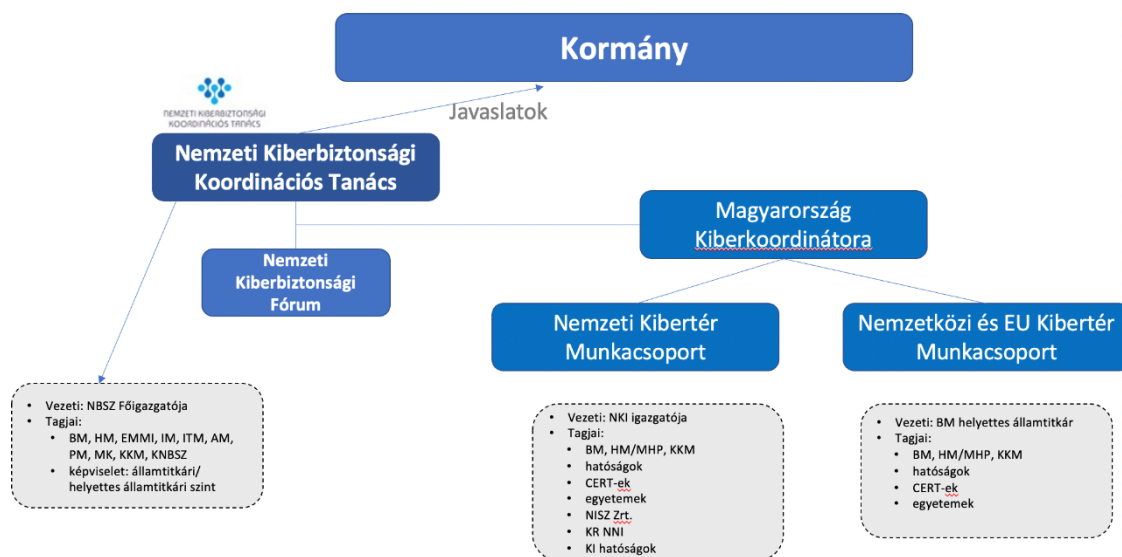 Kormány
NEMZETI KIBERBIZTONSÁGI
KOORDINÁCIÓS TANÁCS
Javaslatok
Nemzeti Kiberbiztonsági
Koordinációs Tanács
Magyarország
Kiberkoordinátora
Nemzeti
Kiberbiztonsági
Fórum
Nemzeti Kibertér
Munkacsoport
Nemzetközi és EU Kibertér
Munkacsoport
• Vezeti: NBSZ Főigazgatója
• Tagjai:
• BM, HM, EMMI, IM, ITM, AM,
PM, MK, KKM, KNBSZ
• képviselet: államtitkári/
helyettes államtitkári szint
• Vezeti: NKI igazgatója
• Tagjai:
• BM, HM/MHP, KKM
• hatóságok
• CERT-ek
• egyetemek
• NISZ Zrt.
• KR NNI
• KI hatóságok
• Vezeti: BM helyettes államtitkár
• Tagjai:
• BM, HM/MHP, KKM
• hatóságok
• CERT-ek
• egyetemek